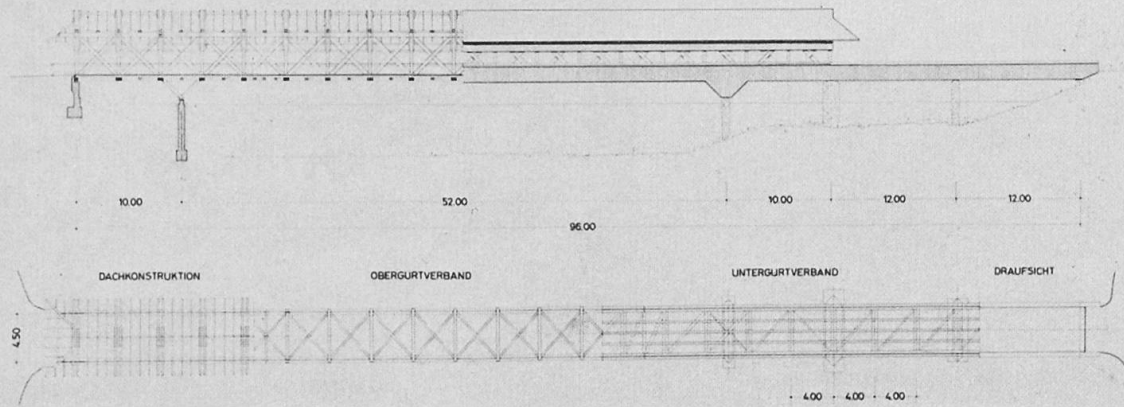 10.00 52.00 10.00 12.00 12.00
96.00
DACHKONSTRUKTION OBERGURTVERBAND UNTERGURTVERBAND DRAUFSICHT
4.50
4.00 4.00 4.00